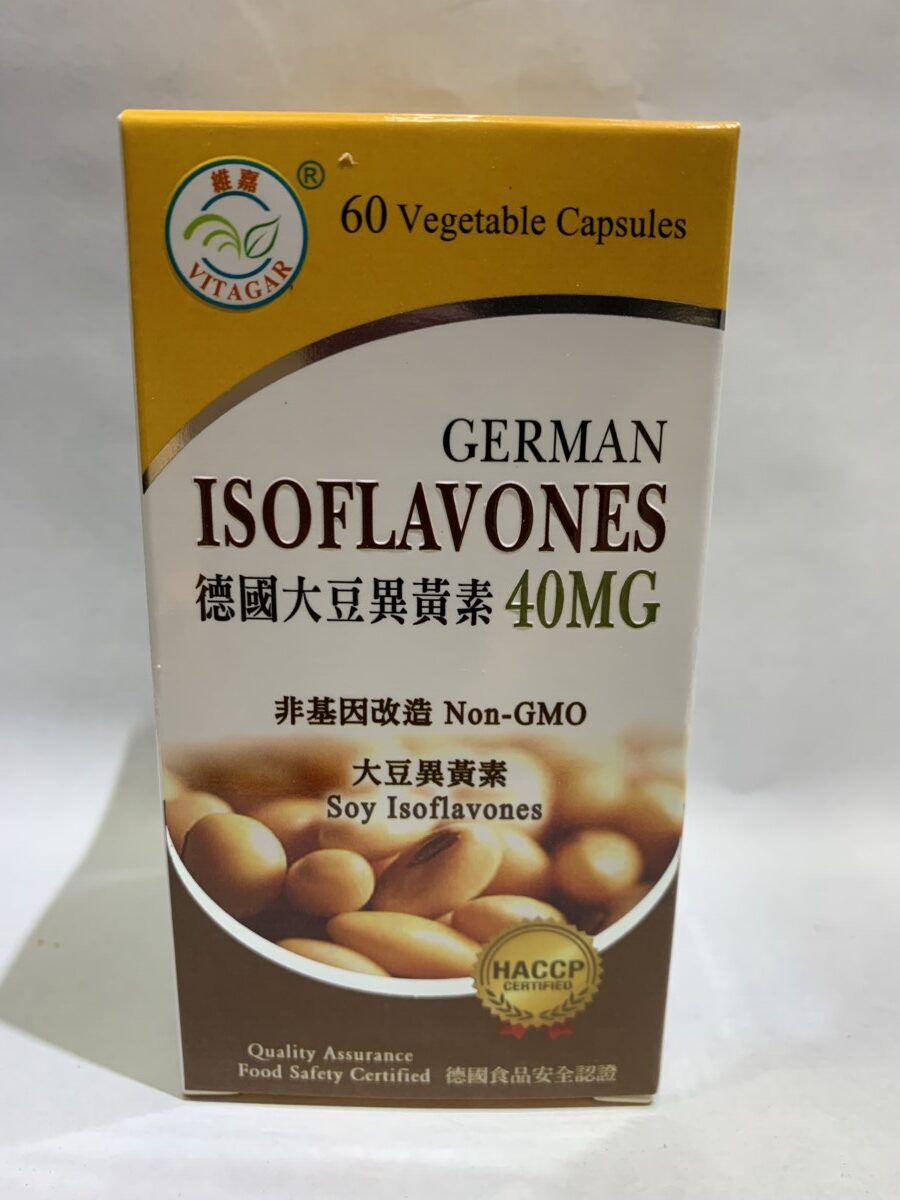 維嘉
VITAGAR
®
60 Vegetable Capsules
GERMAN
ISOFLAVONES
德國大豆異黃素 40MG
非基因改造 Non-GMO
大豆異黃素
Soy Isoflavones
HACCP
CERTIFIED
Quality Assurance
Food Safety Certified 德國食品安全認證